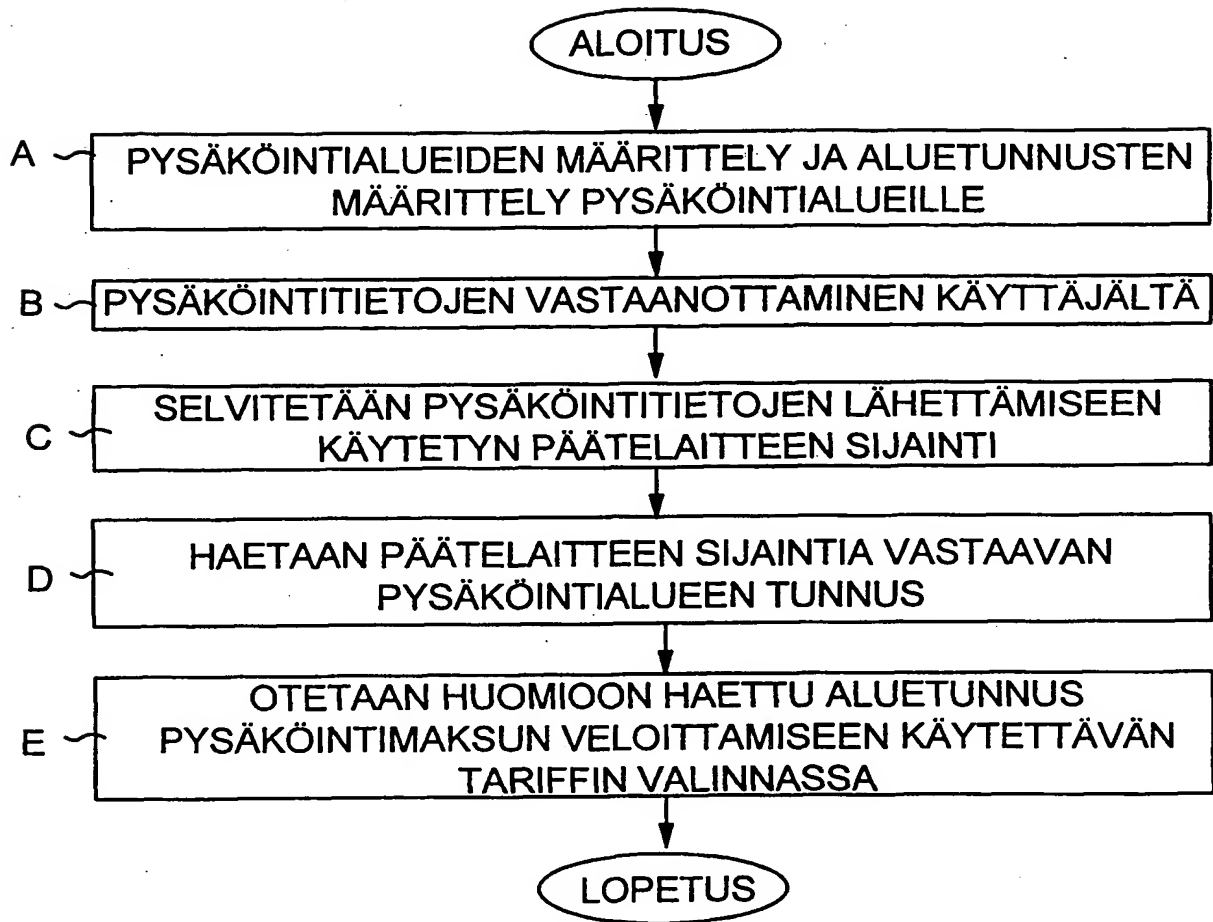 ALOITUS
A
PYSÄKÖINTIALUEIDEN MÄÄRITTELY JA ALUETUNNUSTEN
MÄÄRITTELY PYSÄKÖINTIALUEILLE
B
PYSÄKÖINTITIETOJEN VASTAANOTTAMINEN KÄYTTÄJÄLTÄ
C
SELVITETÄÄN PYSÄKÖINTITIETOJEN LÄHETTÄMISEEN
KÄYTETYN PÄÄTELAITTEEN SIJAINTI
D
HAETAAN PÄÄTELAITTEEN SIJAINTIA VASTAAVAN
PYSÄKÖINTIALUEEN TUNNUS
E
OTETAAN HUOMIOON HAETTU ALUETUNNUS
PYSÄKÖINTIMAKSUN VELOITTAMISEEN KÄYTETTÄVÄN
TARIFFIN VALINNASSA
LOPETUS